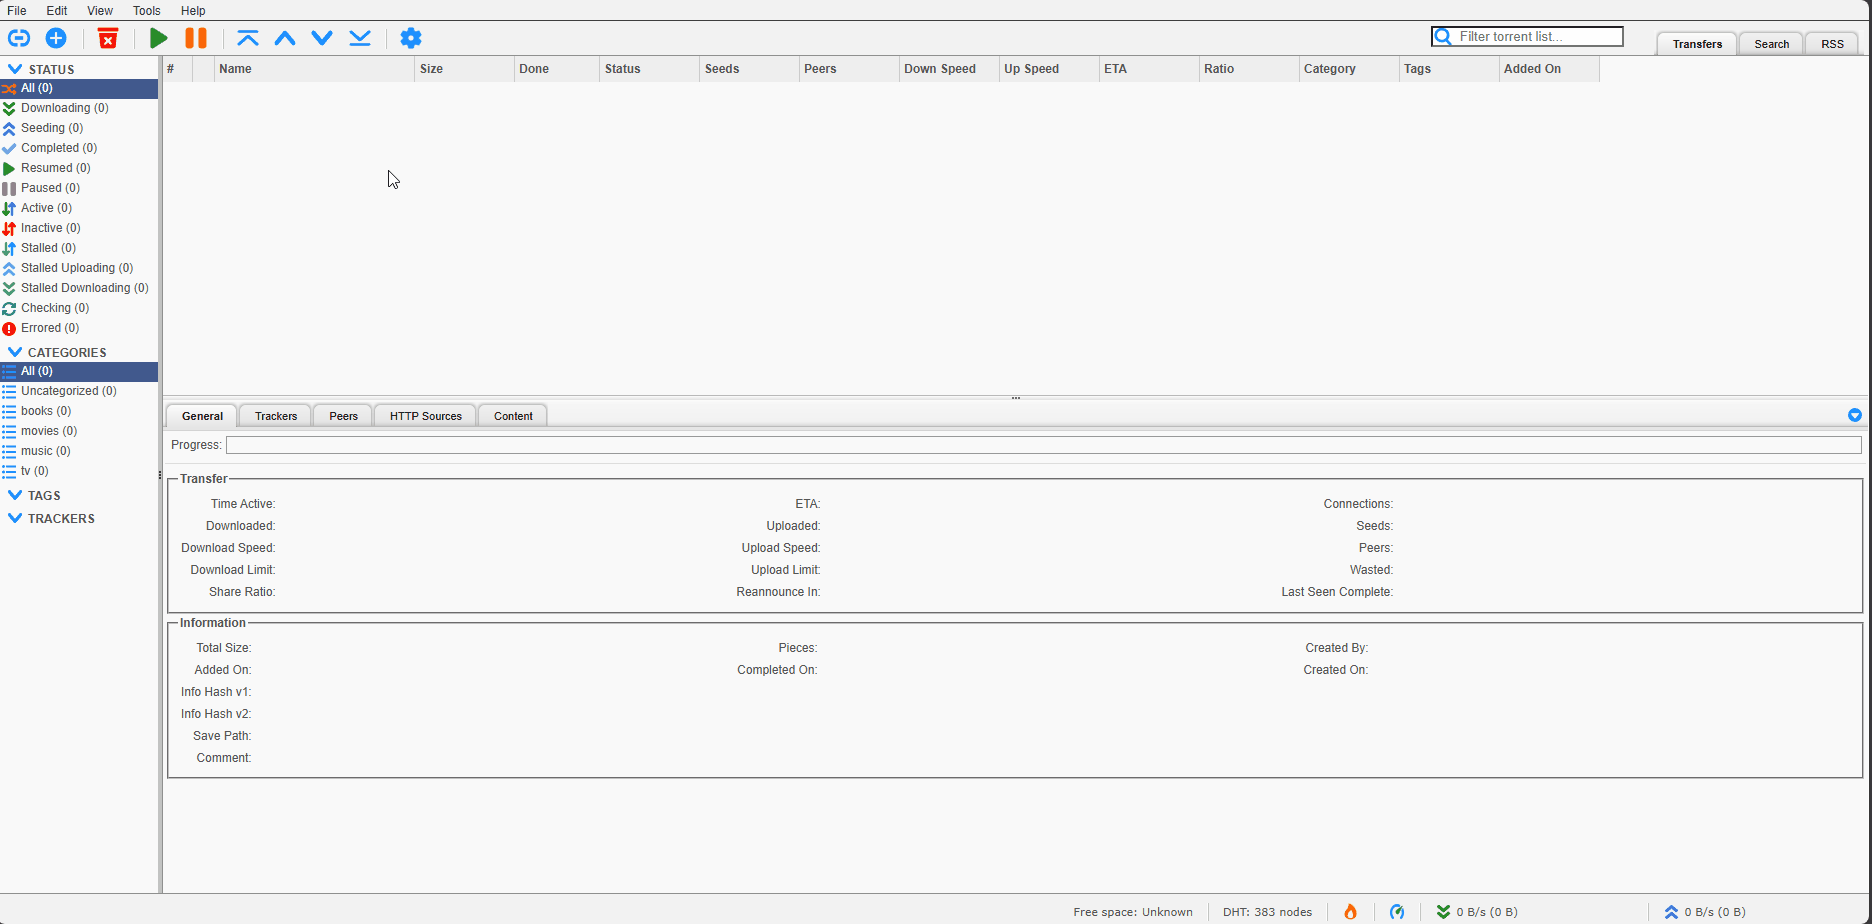 File Edit View Tools Help
Filter torrent list...
Transfers Search RSS
STATUS
All (0)
Downloading (0)
Seeding (0)
Completed (0)
Resumed (0)
Paused (0)
Active (0)
Inactive (0)
Stalled (0)
Stalled Uploading (0)
Stalled Downloading (0)
Checking (0)
Errored (0)
CATEGORIES
All (0)
Uncategorized (0)
books (0)
movies (0)
music (0)
tv (0)
TAGS
TRACKERS
# Name Size Done Status Seeds Peers Down Speed Up Speed ETA Ratio Category Tags Added On
General Trackers Peers HTTP Sources Content
Progress:
Transfer
Time Active: ETA: Connections:
Downloaded: Uploaded: Seeds:
Download Speed: Upload Speed: Peers:
Download Limit: Upload Limit: Wasted:
Share Ratio: Reannounce In: Last Seen Complete:
Information
Total Size: Pieces: Created By:
Added On: Completed On: Created On:
Info Hash v1:
Info Hash v2:
Save Path:
Comment:
Free space: Unknown DHT: 383 nodes 0 B/s (0 B) 0 B/s (0 B)